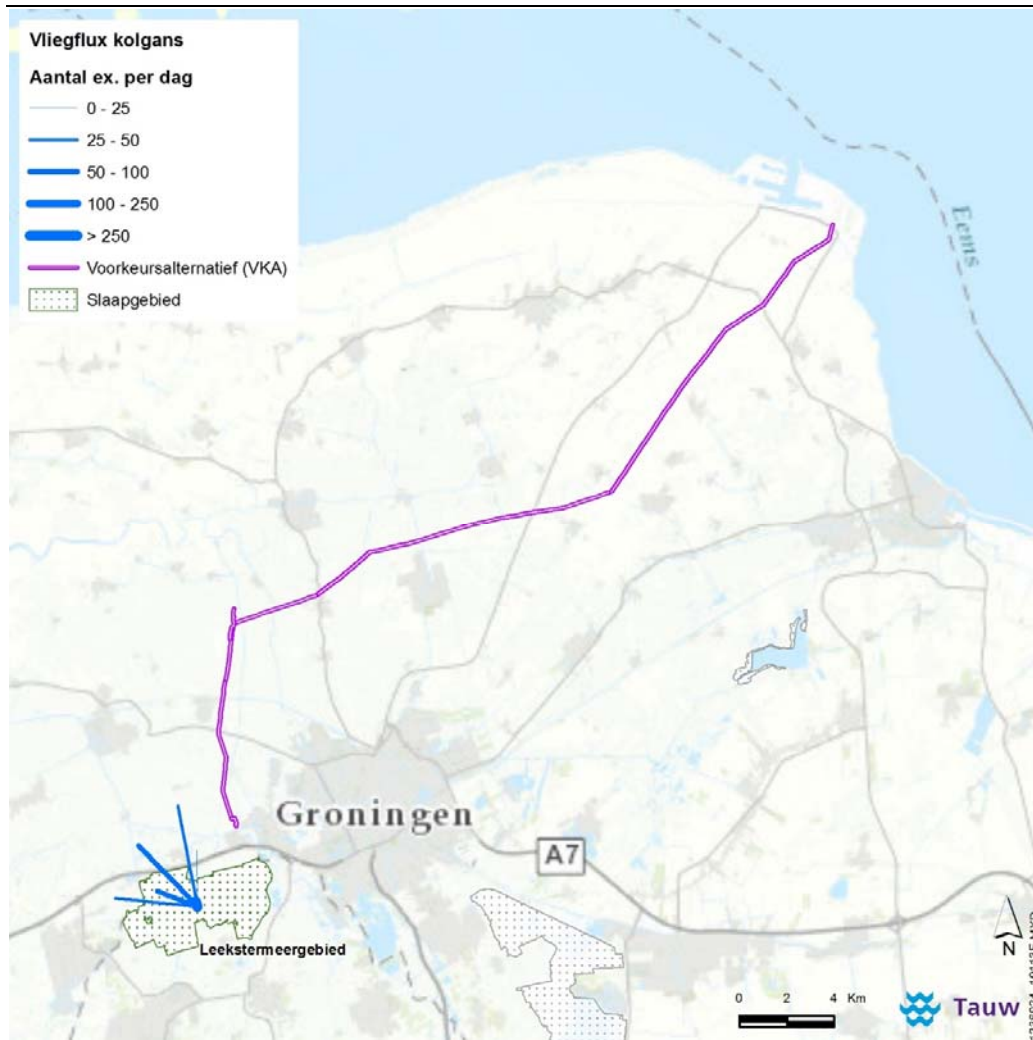 Vliegflux kolgans
Aantal ex. per dag
0 - 25
25 - 50
50 - 100
100 - 250
> 250
Voorkeursalternatief (VKA)
Slaapgebied
Eems
Groningen
A7
Leekstermeergebied
N
0 2 4 Km
Tauw